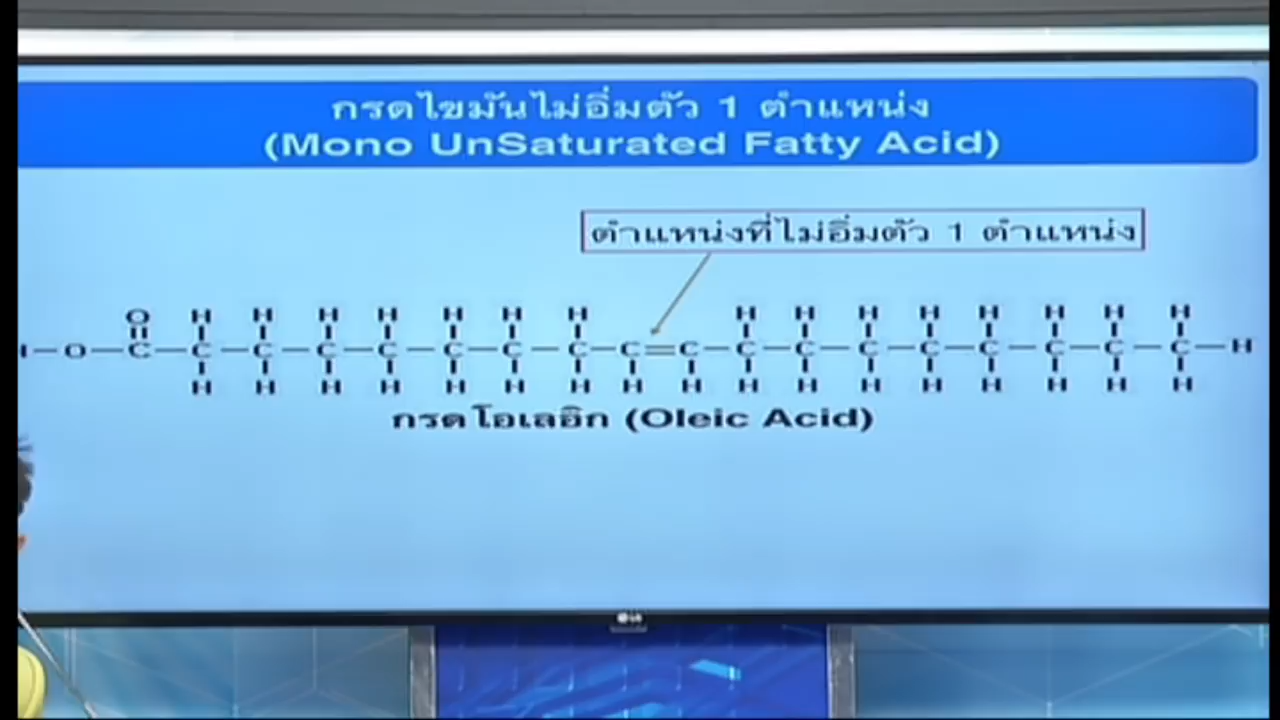 กรดไขมันไม่อิ่มตัว 1 ตำแหน่ง
(Mono UnSaturated Fatty Acid)
ตำแหน่งที่ไม่อิ่มตัว 1 ตำแหน่ง
O H H H H H H H H H H H H H H H
H—O—C—C—C—C—C—C—C—C—C=C—C—C—C—C—C—C—C—C—H
H H H H H H H H H H H H H H H H H
กรดโอเลอิก (Oleic Acid)
LG